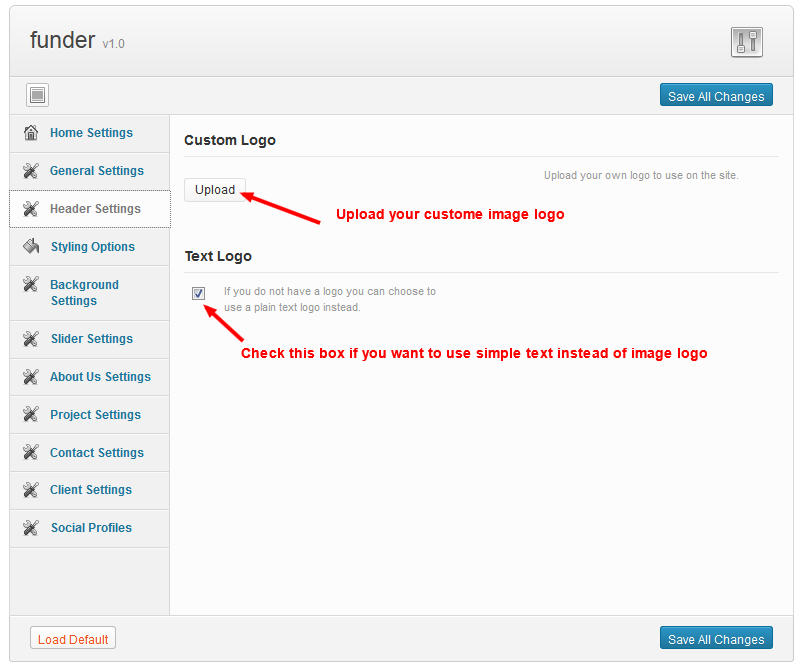 funder v1.0
Save All Changes
Home Settings
General Settings
Header Settings
Styling Options
Background
Settings
Slider Settings
About Us Settings
Project Settings
Contact Settings
Client Settings
Social Profiles
Custom Logo
Upload your own logo to use on the site.
Upload
Upload your custome image logo
Text Logo
If you do not have a logo you can choose to
use a plain text logo instead.
Check this box if you want to use simple text instead of image logo
Load Default
Save All Changes